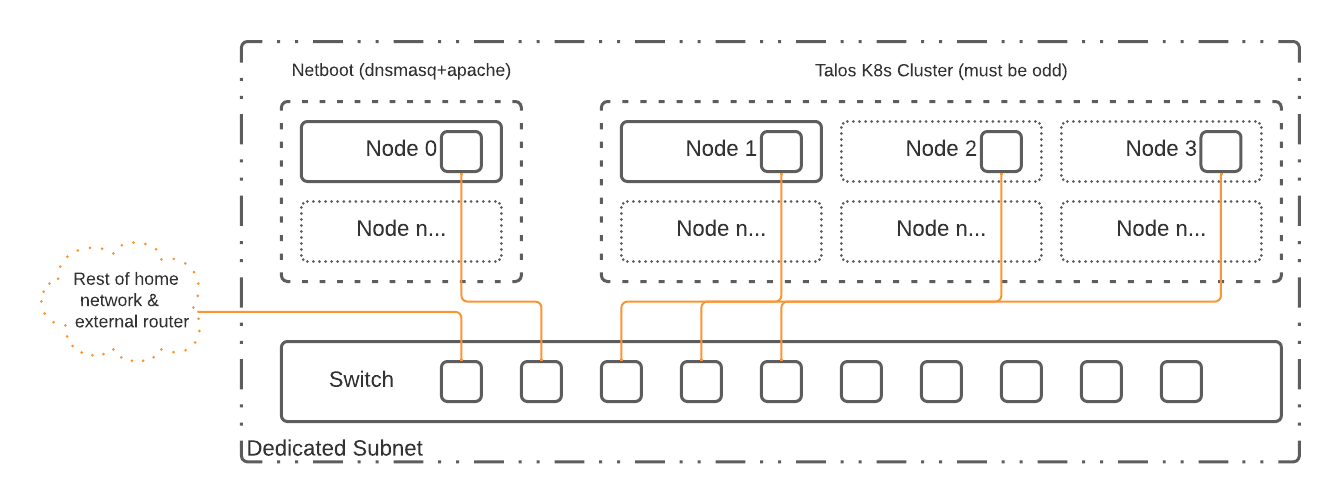 Netboot (dnsmasq+apache)
Talos K8s Cluster (must be odd)
Node 0
Node 1
Node 2
Node 3
Node n...
Node n...
Node n...
Node n...
Rest of home
network &
external router
Switch
Dedicated Subnet